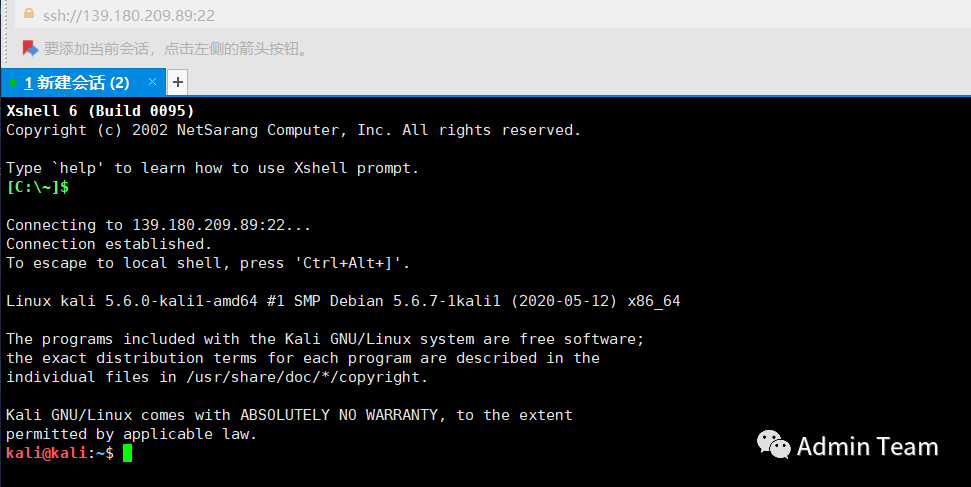 ssh://139.180.209.89:22
要添加当前会话，点击左侧的箭头按钮。
1 新建会话 (2) × +
Xshell 6 (Build 0095)
Copyright (c) 2002 NetSarang Computer, Inc. All rights reserved.
Type `help' to learn how to use Xshell prompt.
[C:\~]$
Connecting to 139.180.209.89:22...
Connection established.
To escape to local shell, press 'Ctrl+Alt+]'.
Linux kali 5.6.0-kali1-amd64 #1 SMP Debian 5.6.7-1kali1 (2020-05-12) x86_64
The programs included with the Kali GNU/Linux system are free software;
the exact distribution terms for each program are described in the
individual files in /usr/share/doc/*/copyright.
Kali GNU/Linux comes with ABSOLUTELY NO WARRANTY, to the extent
permitted by applicable law.
kali@kali:~$
Admin Team